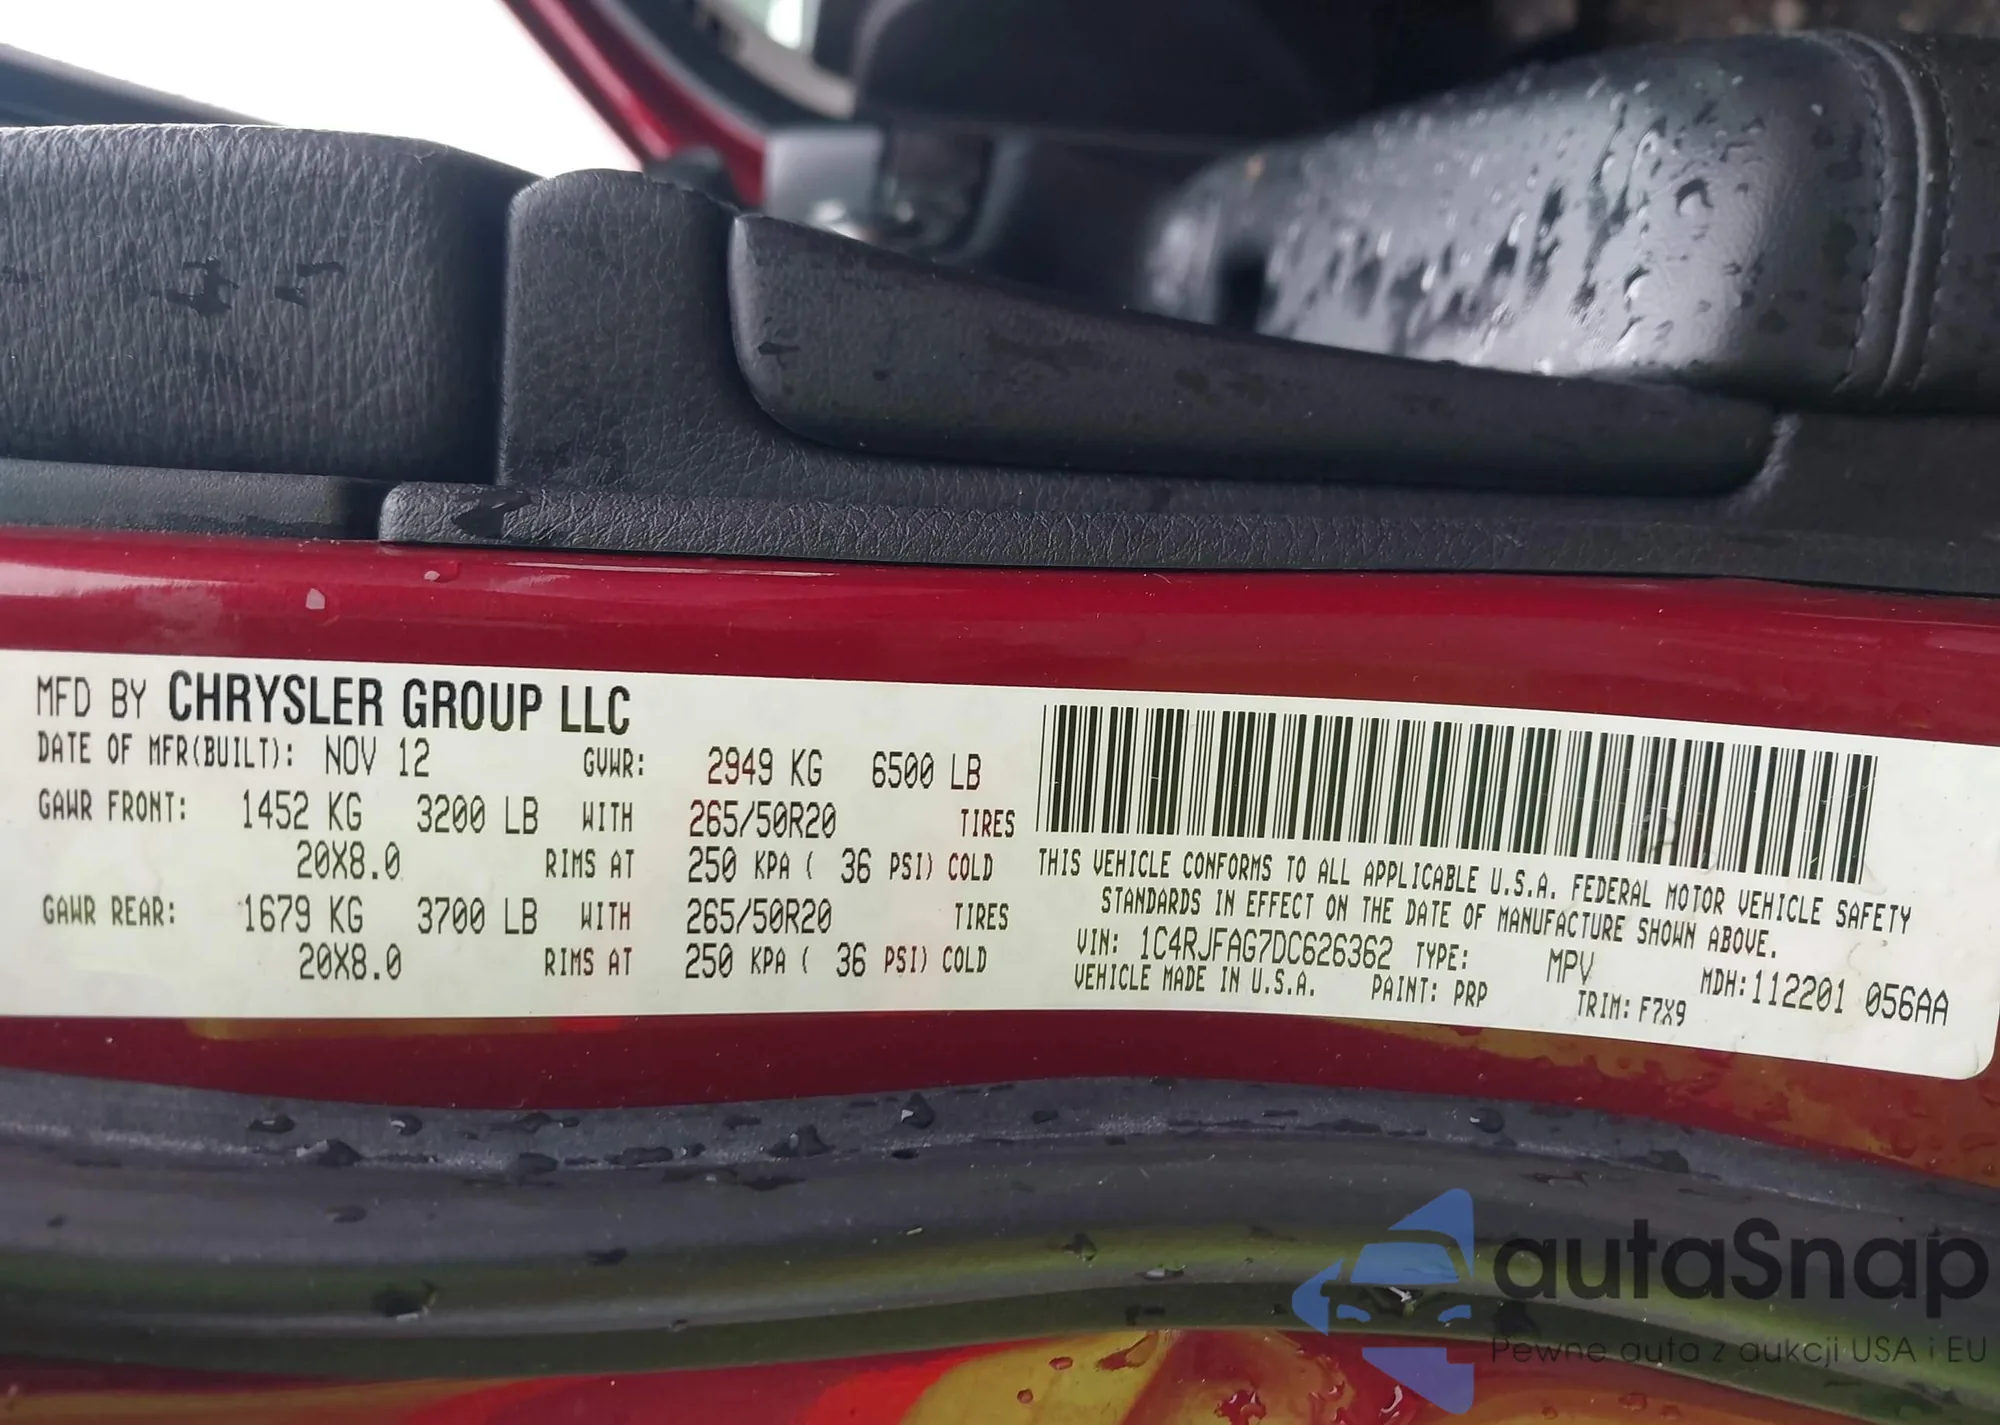 MFD BY CHRYSLER GROUP LLC
DATE OF MFR(BUILT): NOV 12 GVWR: 2949 KG 6500 LB
GAWR FRONT: 1452 KG 3200 LB WITH 265/50R20 TIRES
20X8.0 RIMS AT 250 KPA ( 36 PSI) COLD
GAWR REAR: 1679 KG 3700 LB WITH 265/50R20 TIRES
20X8.0 RIMS AT 250 KPA ( 36 PSI) COLD
THIS VEHICLE CONFORMS TO ALL APPLICABLE U.S.A. FEDERAL MOTOR VEHICLE SAFETY
STANDARDS IN EFFECT ON THE DATE OF MANUFACTURE SHOWN ABOVE.
VIN: 1C4RJFAG7DC626362 TYPE: MPV MDH:112201 056AA
VEHICLE MADE IN U.S.A. PAINT: PRP TRIM: F7X9
autaSnap
Pewne auta z aukcji USA i EU